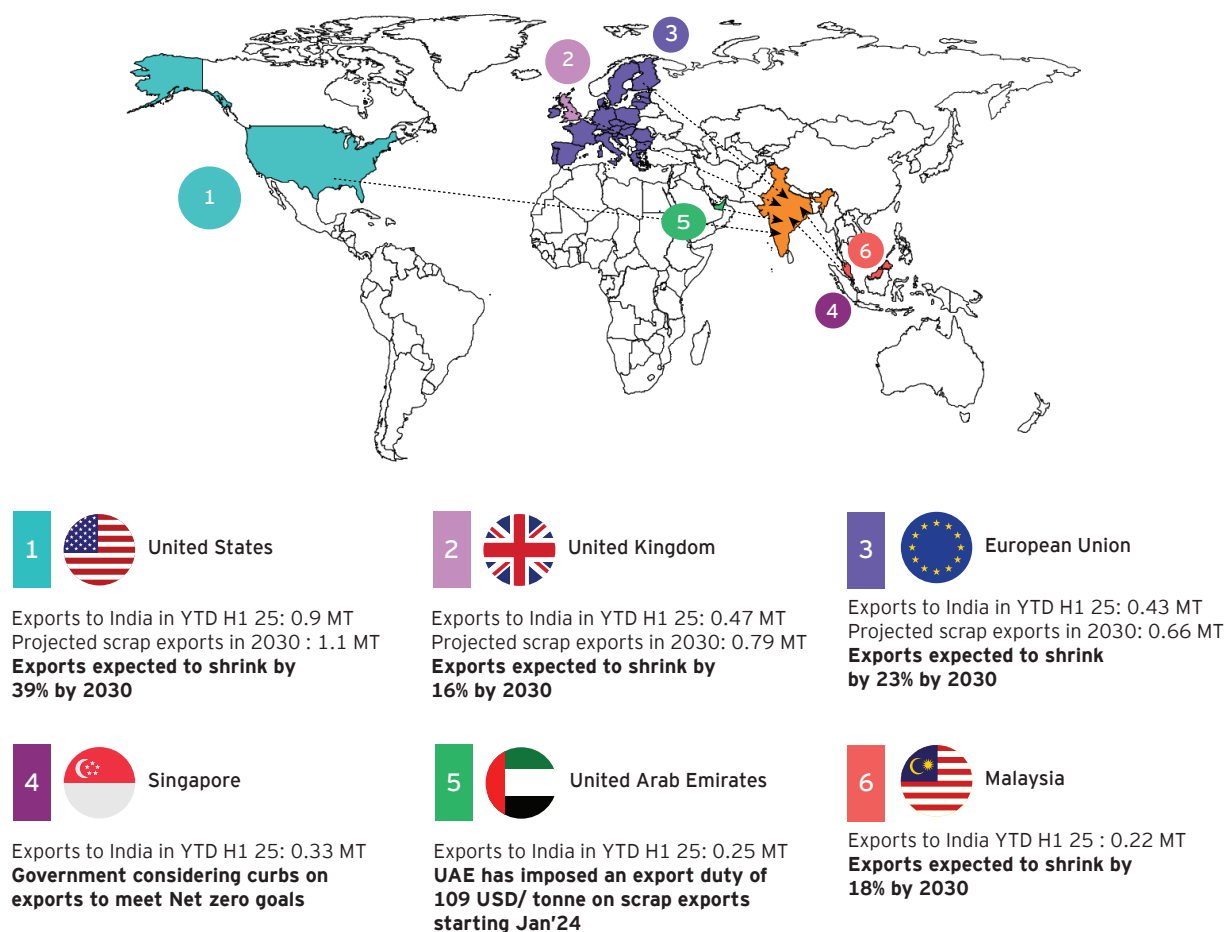 3
2
1
5
6
4
1
United States
Exports to India in YTD H1 25: 0.9 MT
Projected scrap exports in 2030 : 1.1 MT
Exports expected to shrink by
39% by 2030
2
United Kingdom
Exports to India in YTD H1 25: 0.47 MT
Projected scrap exports in 2030: 0.79 MT
Exports expected to shrink by
16% by 2030
3
European Union
Exports to India in YTD H1 25: 0.43 MT
Projected scrap exports in 2030: 0.66 MT
Exports expected to shrink
by 23% by 2030
4
Singapore
Exports to India in YTD H1 25: 0.33 MT
Government considering curbs on
exports to meet Net zero goals
5
United Arab Emirates
Exports to India in YTD H1 25: 0.25 MT
UAE has imposed an export duty of
109 USD/ tonne on scrap exports
starting Jan'24
6
Malaysia
Exports to India YTD H1 25 : 0.22 MT
Exports expected to shrink by
18% by 2030